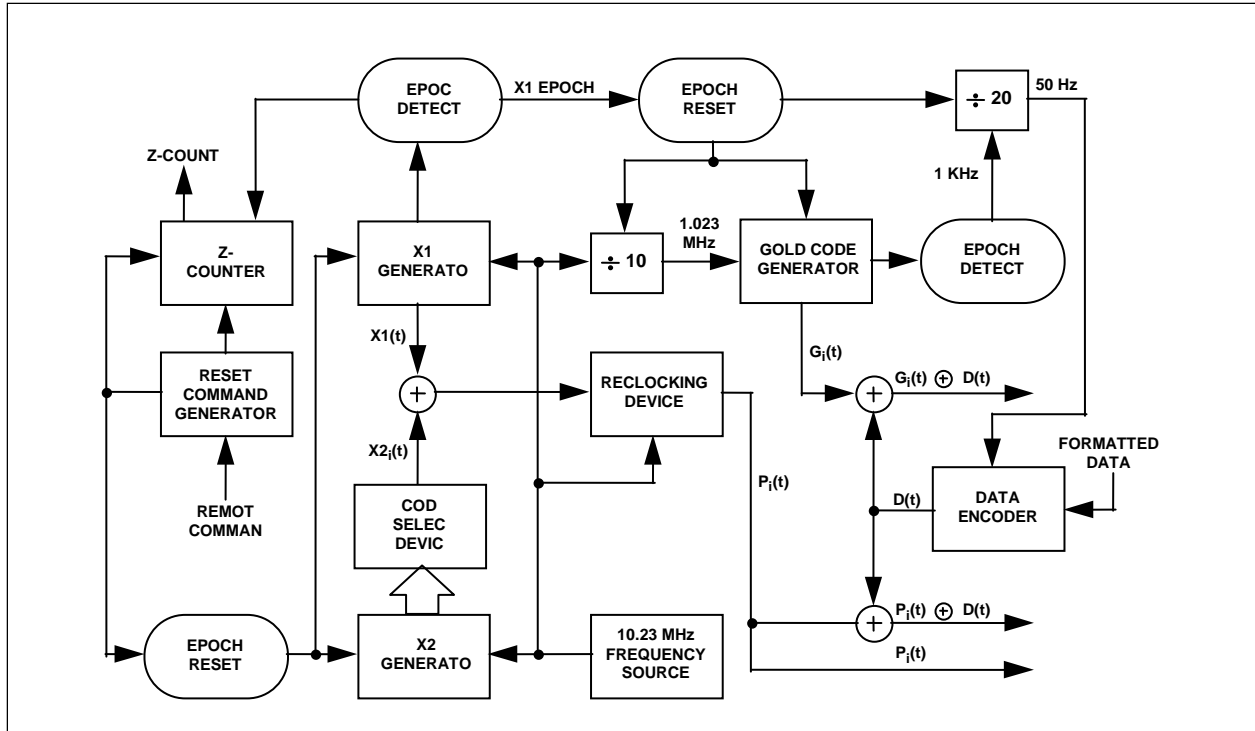 EPOC
DETECT
X1 EPOCH
EPOCH
RESET
÷ 20
50 Hz
Z-COUNT
1 KHz
Z-
COUNTER
X1
GENERATO
÷ 10
1.023
MHz
GOLD CODE
GENERATOR
EPOCH
DETECT
X1(t)
Gi(t)
RESET
COMMAND
GENERATOR
+
RECLOCKING
DEVICE
+
Gi(t) ⊕ D(t)
X2i(t)
FORMATTED
DATA
REMOT
COMMAN
COD
SELEC
DEVIC
Pi(t)
D(t)
DATA
ENCODER
EPOCH
RESET
X2
GENERATO
10.23 MHz
FREQUENCY
SOURCE
+
Pi(t) ⊕ D(t)
Pi(t)